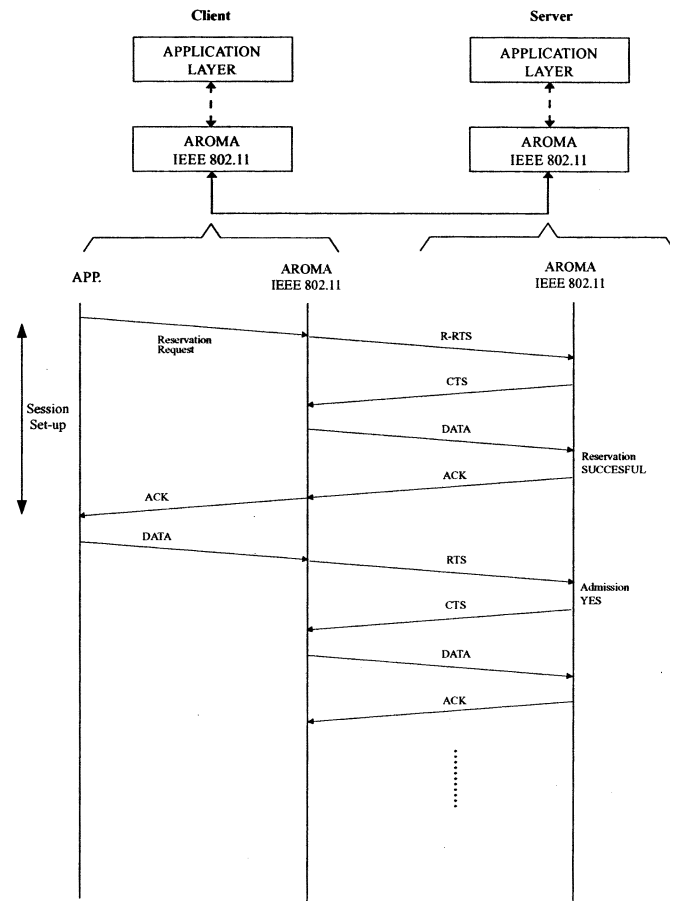 Client
Server
APPLICATION
LAYER
APPLICATION
LAYER
AROMA
IEEE 802.11
AROMA
IEEE 802.11
APP.
AROMA
IEEE 802.11
AROMA
IEEE 802.11
Reservation
Request
R-RTS
CTS
Session
Set-up
DATA
Reservation
SUCCESFUL
ACK
ACK
DATA
RTS
Admission
YES
CTS
DATA
ACK